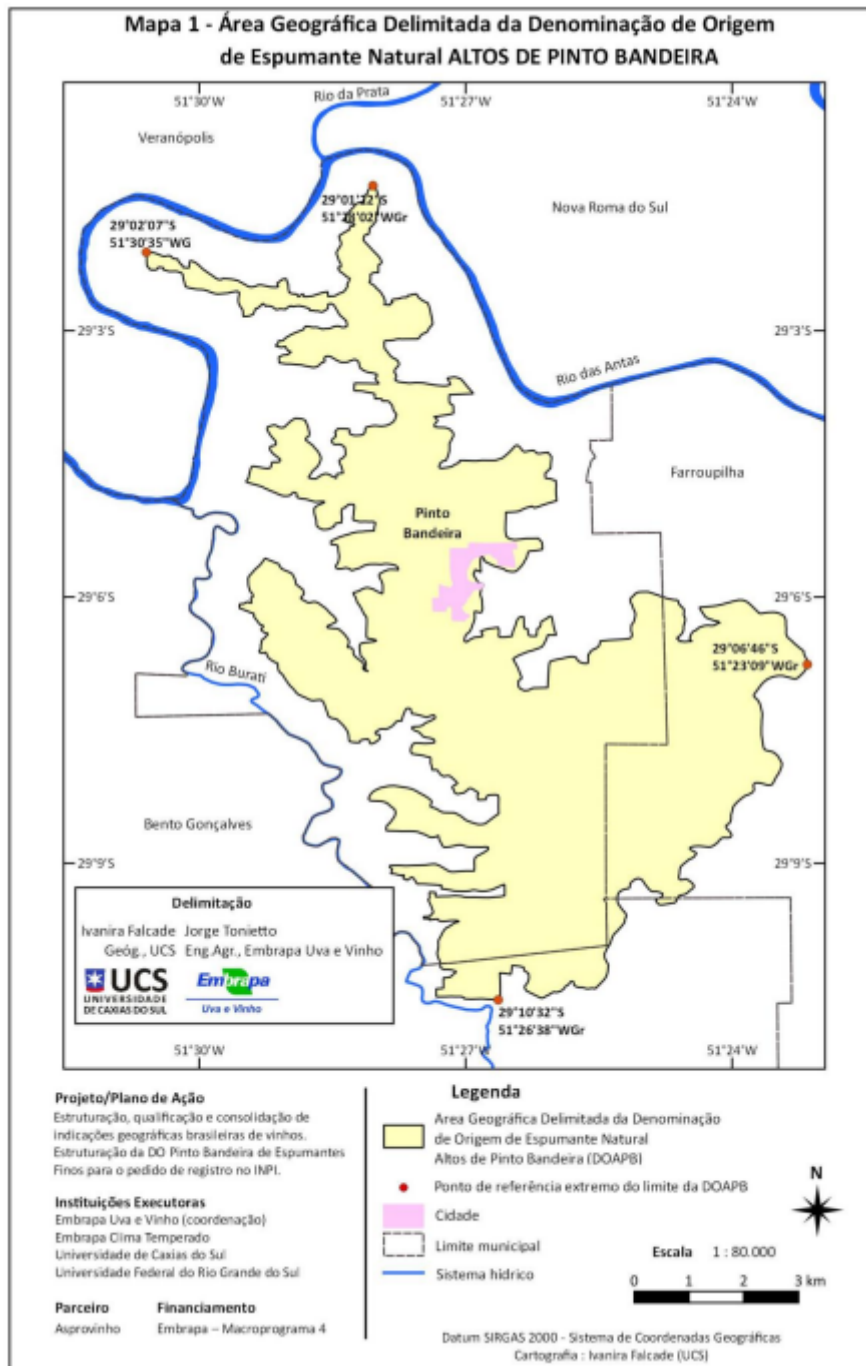 Mapa 1 - Área Geográfica Delimitada da Denominação de Origem
de Espumante Natural ALTOS DE PINTO BANDEIRA
51°30'W
Rio da Prata
51°27'W
51°24'W
Veranópolis
29°01'22"S
51°28'02"WGr
Nova Roma do Sul
29°02'07"S
51°30'35"WG
29°3'S
29°3'S
Rio das Antas
Farroupilha
Pinto
Bandeira
29°6'S
29°6'S
29°06'46"S
51°23'09"WGr
Rio Burati
Bento Gonçalves
29°9'S
29°9'S
Delimitação
Ivanira Falcade Jorge Tonietto
Geóg., UCS Eng.Agr., Embrapa Uva e Vinho
UCS
UNIVERSIDADE
DE CAXIAS DO SUL
Embrapa
Uva e Vinho
29°10'32"S
51°26'38"WGr
51°30'W
51°27'W
51°24'W
Projeto/Plano de Ação
Estruturação, qualificação e consolidação de
indicações geográficas brasileiras de vinhos.
Estruturação da DO Pinto Bandeira de Espumantes
Finos para o pedido de registro no INPI.
Instituições Executoras
Embrapa Uva e Vinho (coordenação)
Embrapa Clima Temperado
Universidade de Caxias do Sul
Universidade Federal do Rio Grande do Sul
Parceiro Financiamento
Asprovinho Embrapa – Macroprograma 4
Legenda
Area Geográfica Delimitada da Denominação
de Origem de Espumante Natural
Altos de Pinto Bandeira (DOAPB)
Ponto de referência extremo do limite da DOAPB
Cidade
Limite municipal
Sistema hídrico
N
Escala 1 : 80.000
0 1 2 3 km
Datum SIRGAS 2000 - Sistema de Coordenadas Geográficas
Cartografia : Ivanira Falcade (UCS)